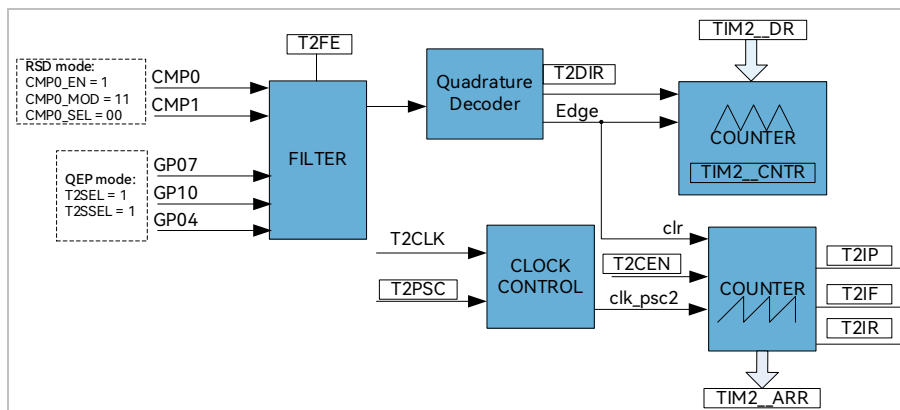 T2FE
TIM2__DR
RSD mode:
CMP0_EN = 1
CMP0_MOD = 11
CMP0_SEL = 00
CMP0
CMP1
Quadrature
Decoder
T2DIR
Edge
COUNTER
TIM2__CNTR
FILTER
QEP mode:
T2SEL = 1
T2SSEL = 1
GP07
GP10
GP04
T2CLK
T2PSC
CLOCK
CONTROL
clr
T2CEN
clk_psc2
COUNTER
T2IP
T2IF
T2IR
TIM2__ARR